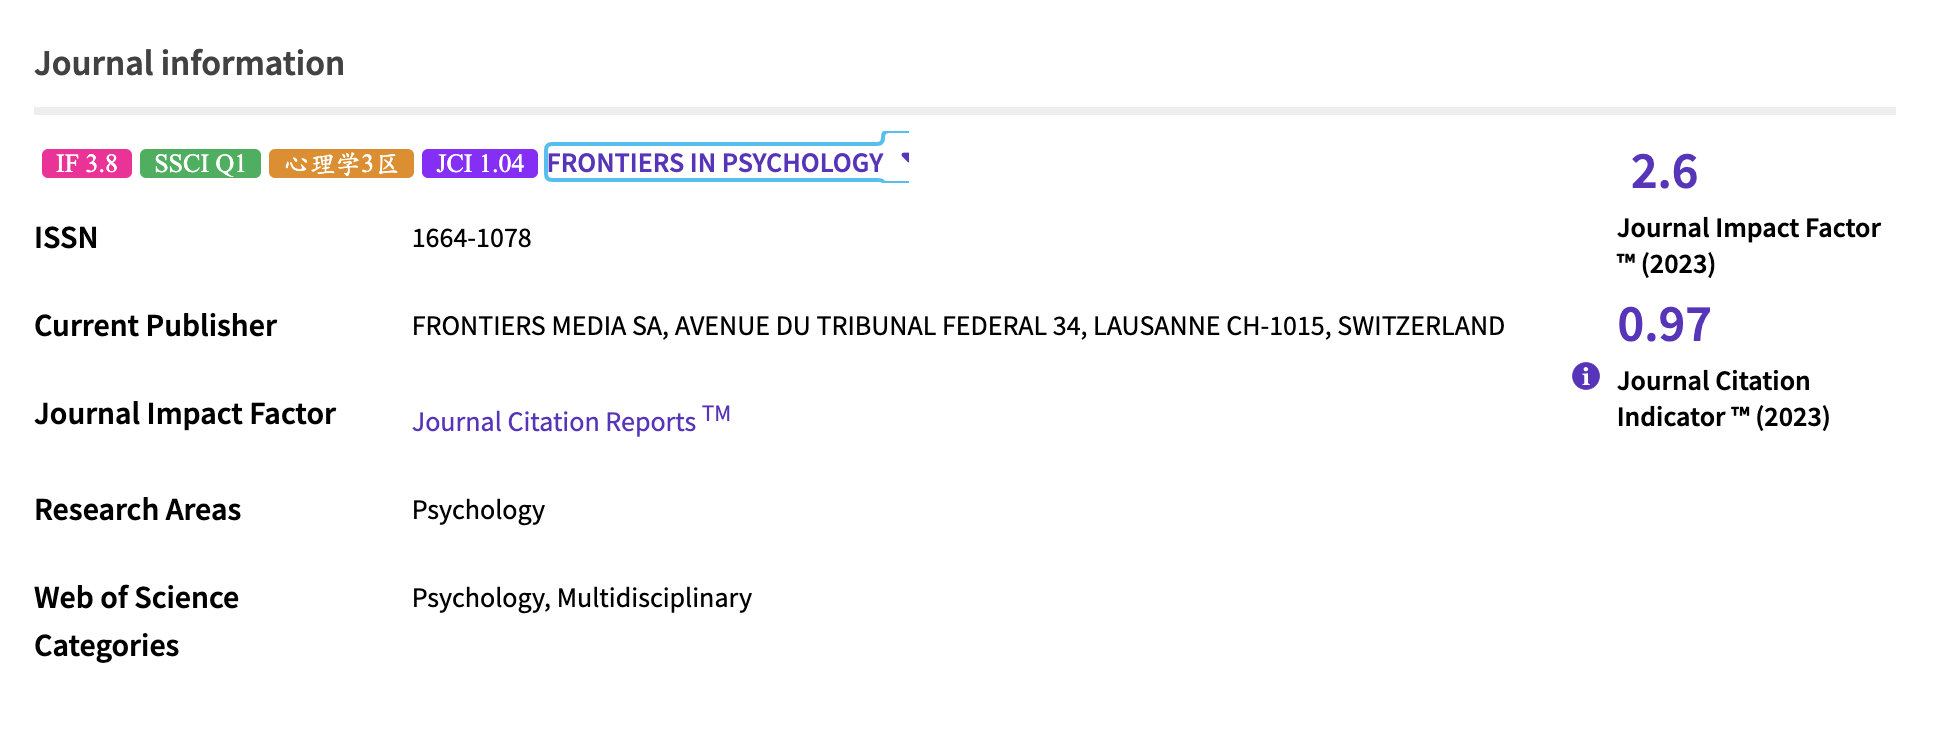 Journal information
IF 3.8 SSCI Q1 心理学3区 JCI 1.04 FRONTIERS IN PSYCHOLOGY
2.6
Journal Impact Factor
™ (2023)
0.97
Journal Citation
Indicator ™ (2023)
ISSN 1664-1078
Current Publisher FRONTIERS MEDIA SA, AVENUE DU TRIBUNAL FEDERAL 34, LAUSANNE CH-1015, SWITZERLAND
Journal Impact Factor Journal Citation Reports TM
Research Areas Psychology
Web of Science Psychology, Multidisciplinary
Categories